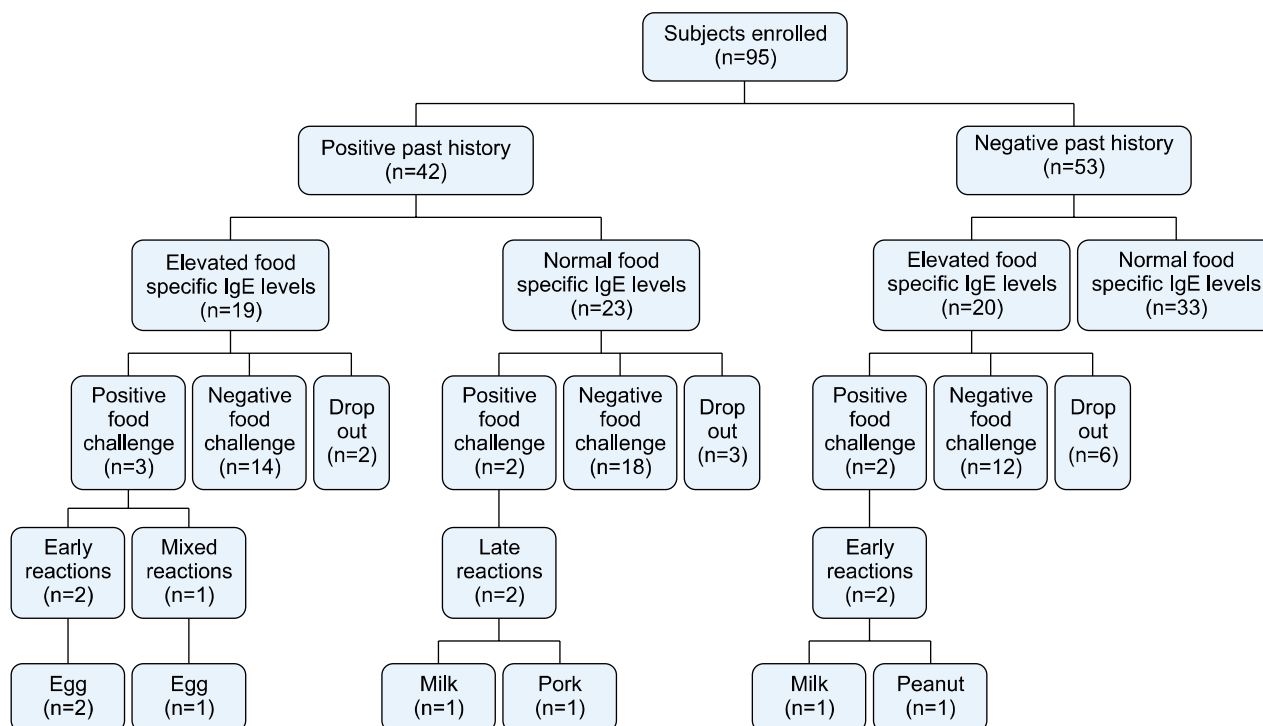 Subjects enrolled
(n=95)
Positive past history
(n=42)
Negative past history
(n=53)
Elevated food
specific IgE levels
(n=19)
Normal food
specific IgE levels
(n=23)
Elevated food
specific IgE levels
(n=20)
Normal food
specific IgE levels
(n=33)
Positive
food
challenge
(n=3)
Negative
food
challenge
(n=14)
Drop
out
(n=2)
Positive
food
challenge
(n=2)
Negative
food
challenge
(n=18)
Drop
out
(n=3)
Positive
food
challenge
(n=2)
Negative
food
challenge
(n=12)
Drop
out
(n=6)
Early
reactions
(n=2)
Mixed
reactions
(n=1)
Late
reactions
(n=2)
Early
reactions
(n=2)
Egg
(n=2)
Egg
(n=1)
Milk
(n=1)
Pork
(n=1)
Milk
(n=1)
Peanut
(n=1)